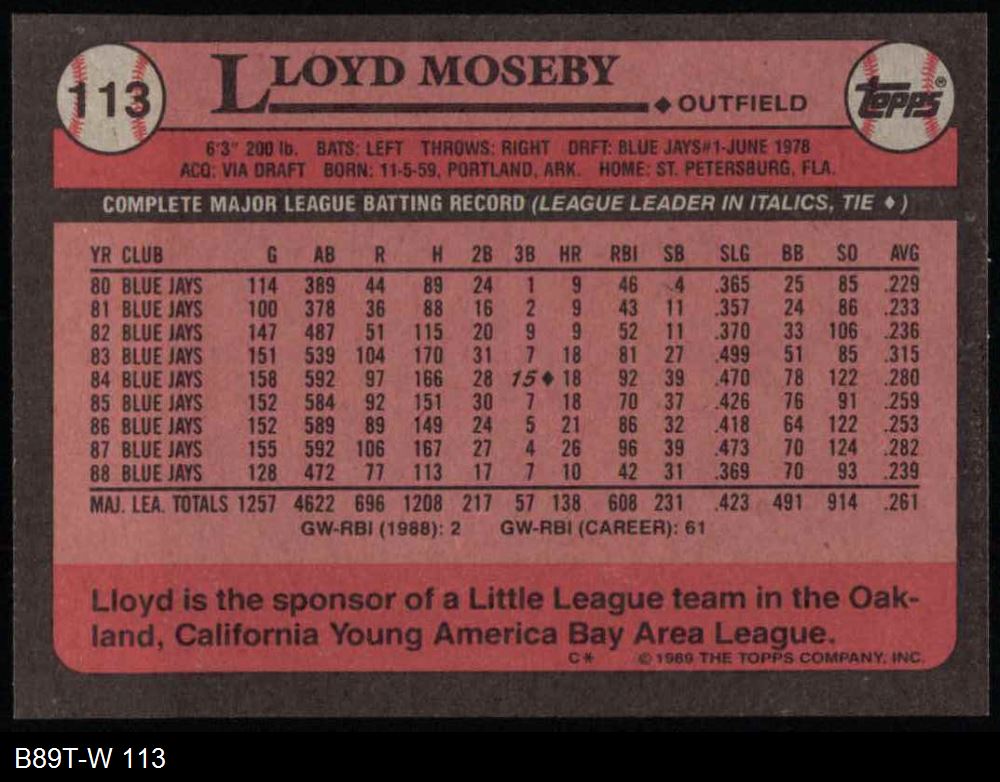 113
LLOYD MOSEBY
♦ OUTFIELD
TOPPS®
6'3" 200 lb. BATS: LEFT THROWS: RIGHT DRFT: BLUE JAYS#1-JUNE 1978
ACQ: VIA DRAFT BORN: 11-5-59, PORTLAND, ARK. HOME: ST. PETERSBURG, FLA.
COMPLETE MAJOR LEAGUE BATTING RECORD (LEAGUE LEADER IN ITALICS, TIE ♦)
YR CLUB G AB R H 2B 3B HR RBI SB SLG BB SO AVG
80 BLUE JAYS 114 389 44 89 24 1 9 46 4 .365 25 85 .229
81 BLUE JAYS 100 378 36 88 16 2 9 43 11 .357 24 86 .233
82 BLUE JAYS 147 487 51 115 20 9 9 52 11 .370 33 106 .236
83 BLUE JAYS 151 539 104 170 31 7 18 81 27 .499 51 85 .315
84 BLUE JAYS 158 592 97 166 28 15♦ 18 92 39 .470 78 122 .280
85 BLUE JAYS 152 584 92 151 30 7 18 70 37 .426 76 91 .259
86 BLUE JAYS 152 589 89 149 24 5 21 86 32 .418 64 122 .253
87 BLUE JAYS 155 592 106 167 27 4 26 96 39 .473 70 124 .282
88 BLUE JAYS 128 472 77 113 17 7 10 42 31 .369 70 93 .239
MAJ. LEA. TOTALS 1257 4622 696 1208 217 57 138 608 231 .423 491 914 .261
GW-RBI (1988): 2 GW-RBI (CAREER): 61
Lloyd is the sponsor of a Little League team in the Oak-
land, California Young America Bay Area League.
C* © 1989 THE TOPPS COMPANY, INC.
B89T-W 113